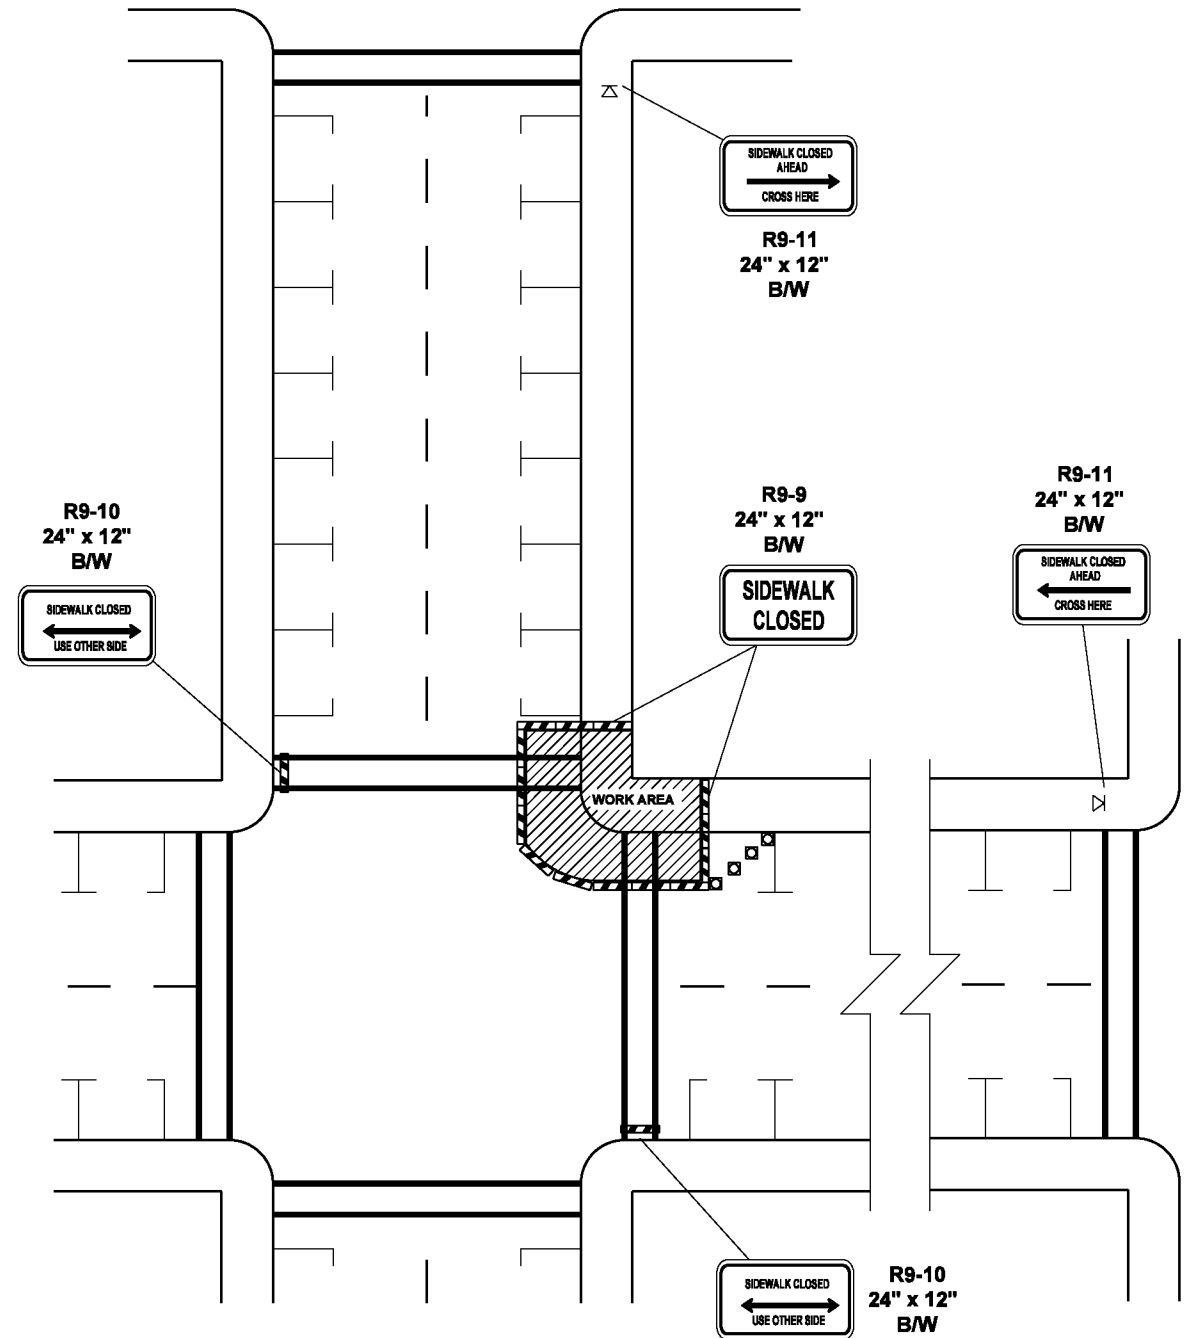 SIDEWALK CLOSED
AHEAD
CROSS HERE
R9-11
24" x 12"
B/W
R9-10
24" x 12"
B/W
SIDEWALK CLOSED
USE OTHER SIDE
R9-9
24" x 12"
B/W
SIDEWALK
CLOSED
R9-11
24" x 12"
B/W
SIDEWALK CLOSED
AHEAD
CROSS HERE
WORK AREA
SIDEWALK CLOSED
USE OTHER SIDE
R9-10
24" x 12"
B/W